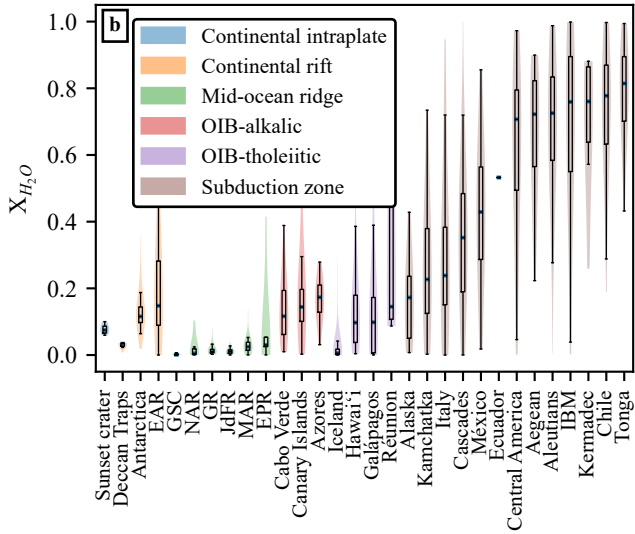 b
Continental intraplate
Continental rift
Mid-ocean ridge
OIB-alkalic
OIB-tholeiitic
Subduction zone
X_{H_2O}
1.0
0.8
0.6
0.4
0.2
0.0
Sunset crater
Deccan Traps
Antarctica
EAR
GSC
NAR
GR
JdFR
MAR
EPR
Cabo Verde
Canary Islands
Azores
Iceland
Hawaiʻi
Galápagos
Réunion
Alaska
Kamchatka
Italy
Cascades
México
Ecuador
Central America
Aegean
Aleutians
IBM
Kermadec
Chile
Tonga